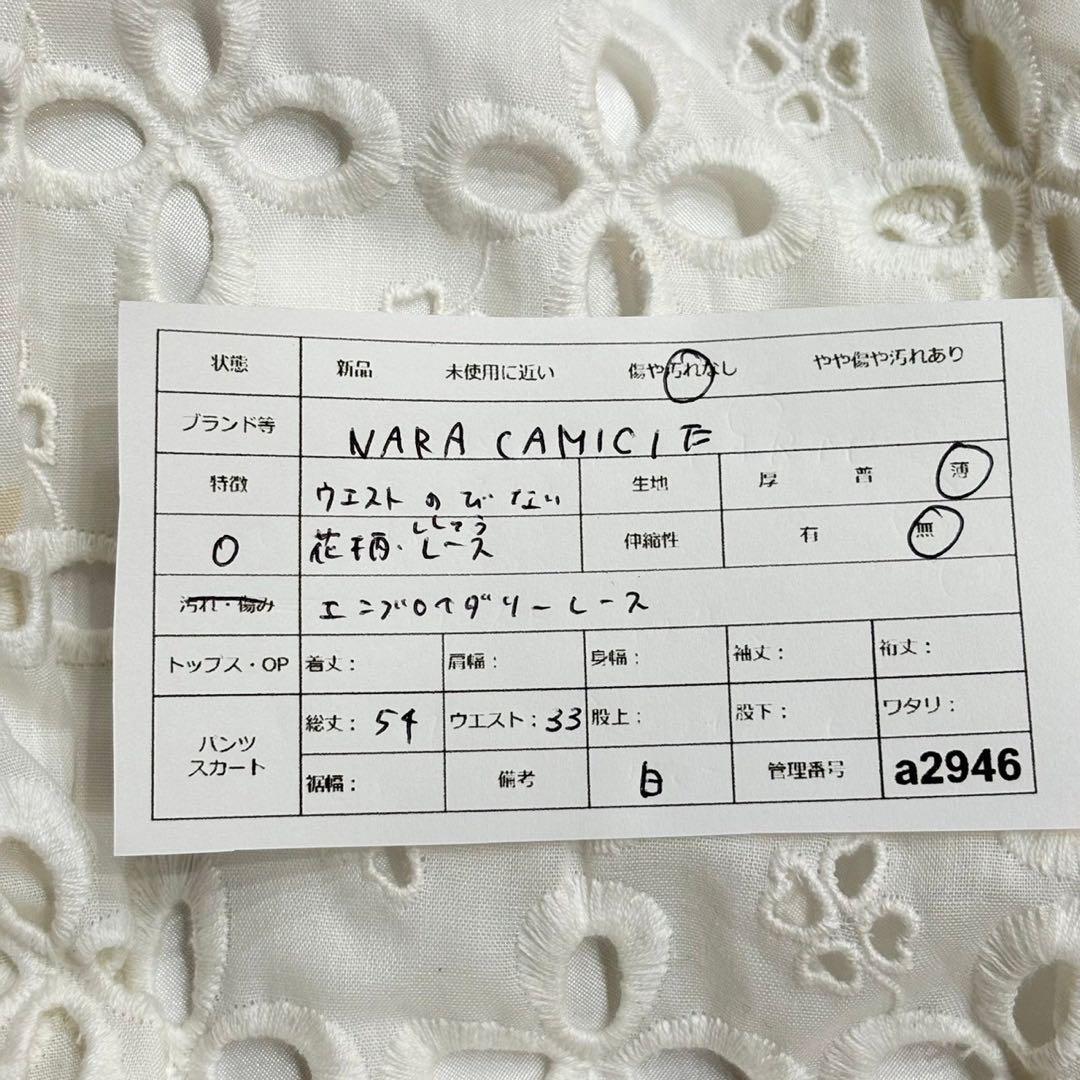 状態 新品 未使用に近い 傷や汚れなし やや傷や汚れあり
ブランド等 NARA CAMICIE
特徴 ウエストのびない 生地 厚 普 薄
ししゅう
0 花柄・レース 伸縮性 有 無
汚れ・傷み エンブロイダリーレース
トップス・OP 着丈: 肩幅: 身幅: 袖丈: 裄丈:
パンツ スカート 総丈: 54 ウエスト: 33 股上: 股下: ワタリ:
裾幅: 備考 白 管理番号 a2946